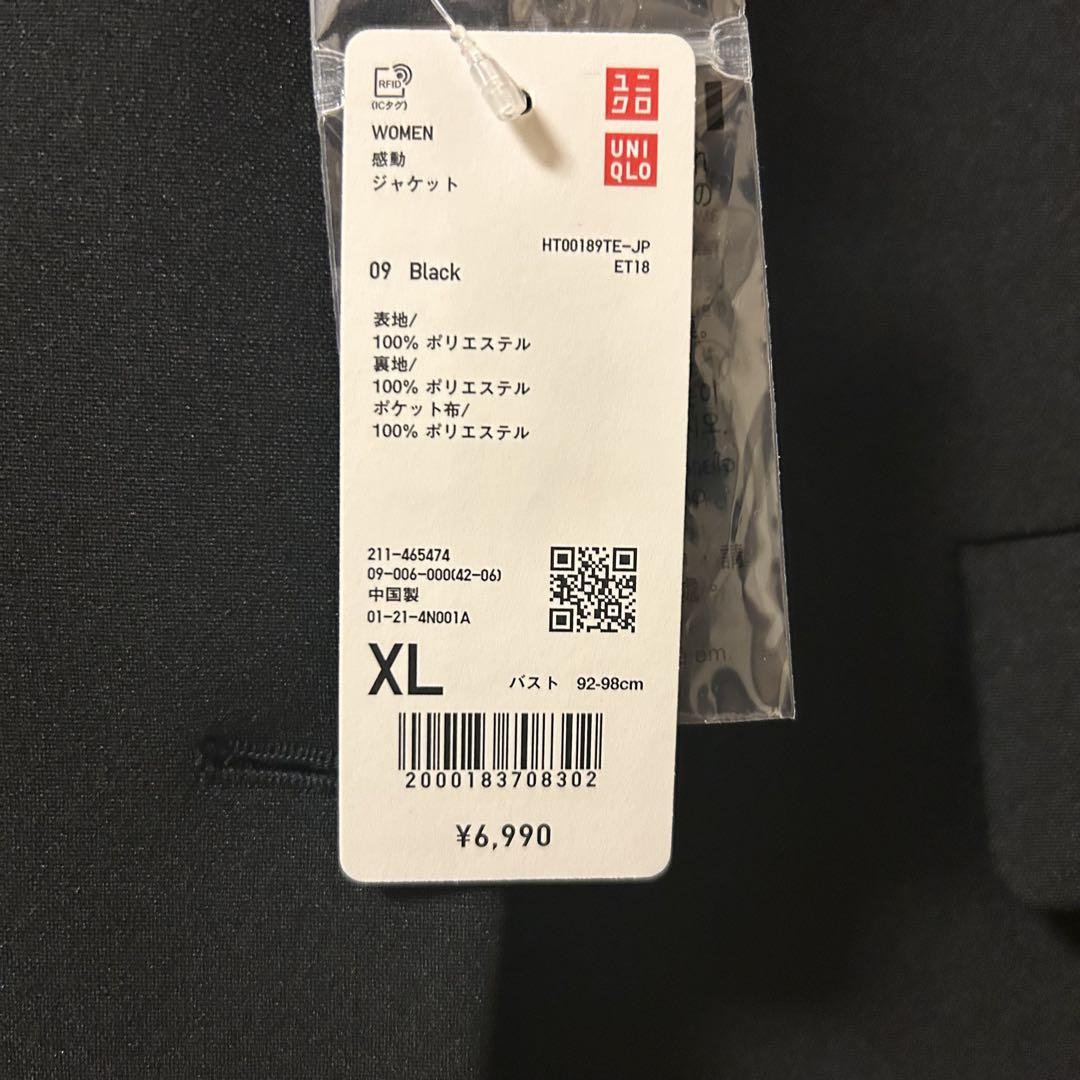 RFID
(ICタグ)
ユニ
クロ
UNI
QLO
WOMEN
感動
ジャケット
HT00189TE-JP
ET18
09 Black
表地/
100% ポリエステル
裏地/
100% ポリエステル
ポケット布/
100% ポリエステル
211-465474
09-006-000(42-06)
中国製
01-21-4N001A
XL
バスト 92-98cm
2000183708302
¥6,990